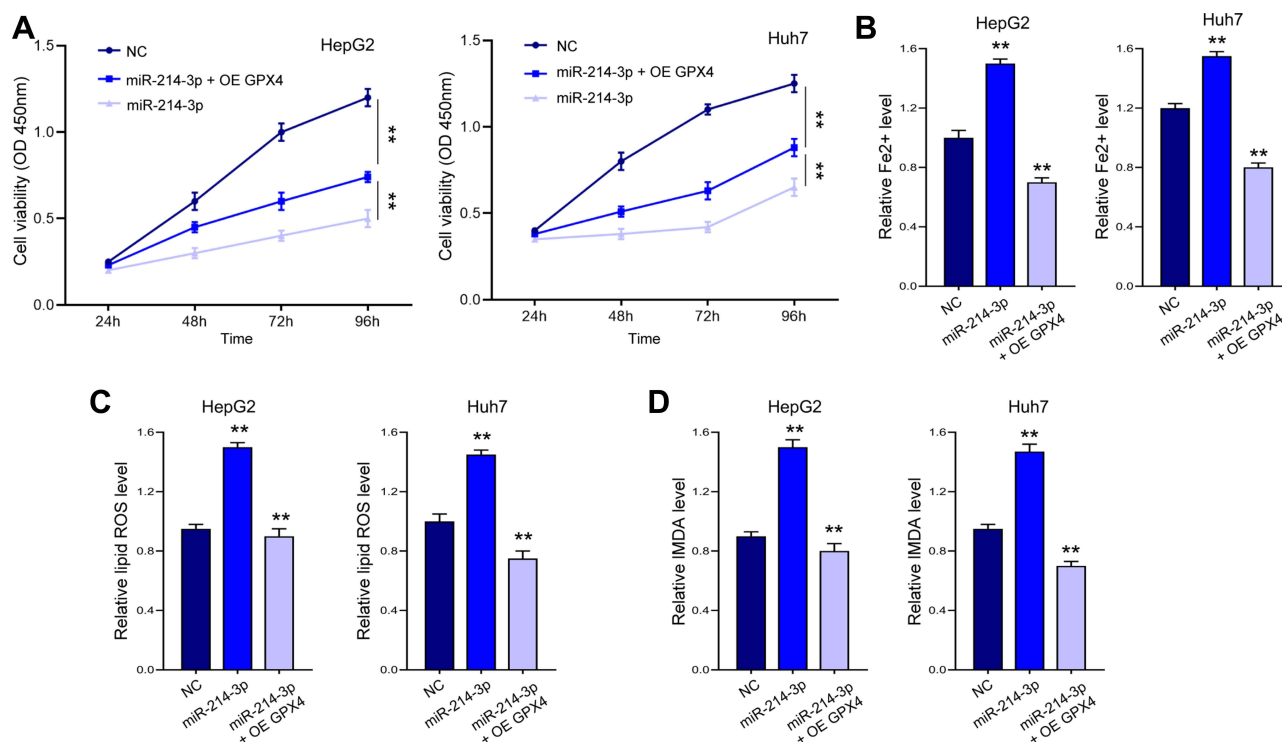 A
HepG2
NC
miR-214-3p + OE GPX4
miR-214-3p
Cell viability (OD 450nm)
1.5
1.0
0.5
0.0
**
**
24h 48h 72h 96h
Time
Huh7
NC
miR-214-3p + OE GPX4
miR-214-3p
Cell viability (OD 450nm)
1.5
1.0
0.5
0.0
**
**
24h 48h 72h 96h
Time
B
HepG2
Relative Fe2+ level
1.6
1.2
0.8
0.4
0.0
**
**
NC
miR-214-3p
miR-214-3p
+ OE GPX4
Huh7
Relative Fe2+ level
1.6
1.2
0.8
0.4
0.0
**
**
NC
miR-214-3p
miR-214-3p
+ OE GPX4
C
HepG2
Relative lipid ROS level
1.6
1.2
0.8
0.4
0.0
**
**
NC
miR-214-3p
miR-214-3p
+ OE GPX4
Huh7
Relative lipid ROS level
1.6
1.2
0.8
0.4
0.0
**
**
NC
miR-214-3p
miR-214-3p
+ OE GPX4
D
HepG2
Relative lMDA level
1.6
1.2
0.8
0.4
0.0
**
**
NC
miR-214-3p
miR-214-3p
+ OE GPX4
Huh7
Relative lMDA level
1.6
1.2
0.8
0.4
0.0
**
**
NC
miR-214-3p
miR-214-3p
+ OE GPX4